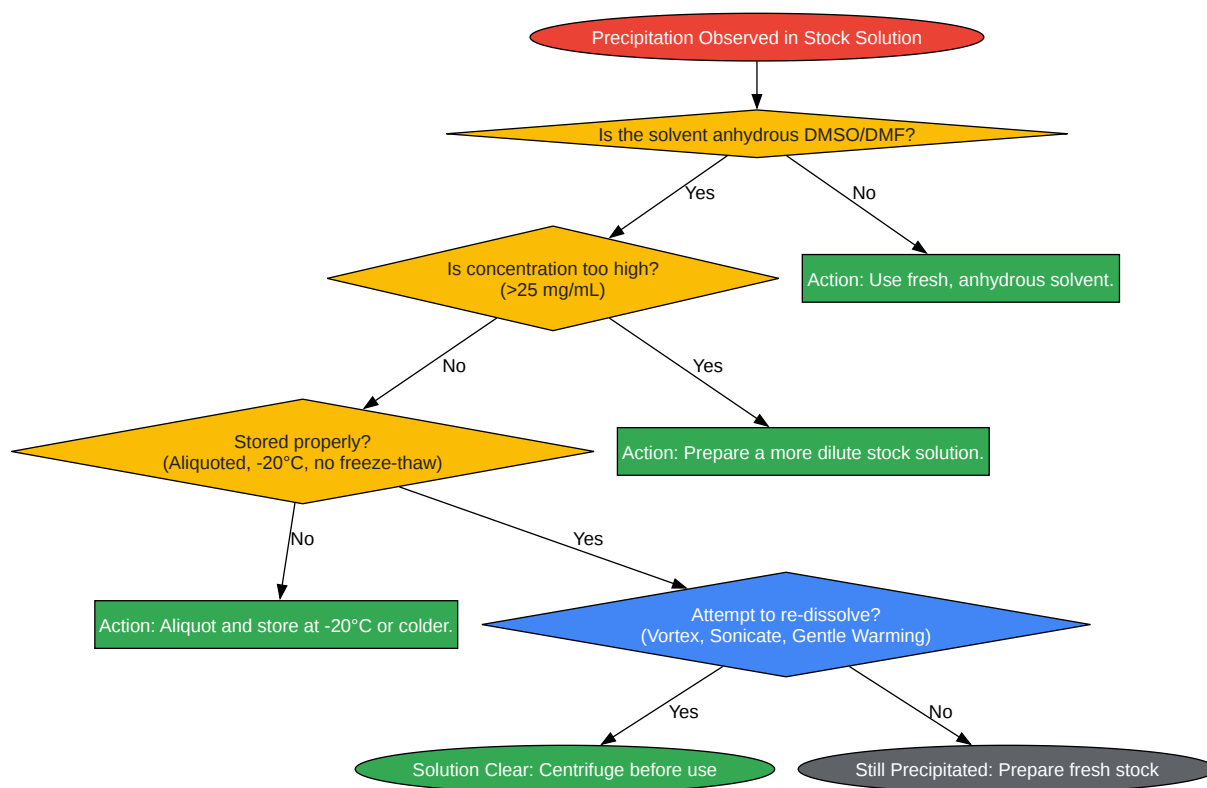 Precipitation Observed in Stock Solution
Is the solvent anhydrous DMSO/DMF?
Yes
No
Is concentration too high?
(>25 mg/mL)
Action: Use fresh, anhydrous solvent.
No
Yes
Stored properly?
(Aliquoted, -20°C, no freeze-thaw)
Action: Prepare a more dilute stock solution.
No
Yes
Action: Aliquot and store at -20°C or colder.
Attempt to re-dissolve?
(Vortex, Sonicate, Gentle Warming)
Yes
No
Solution Clear: Centrifuge before use
Still Precipitated: Prepare fresh stock